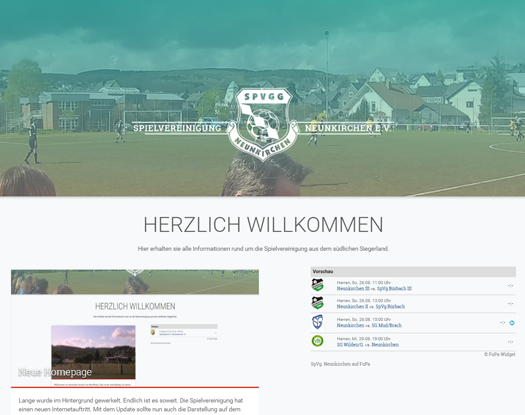 SPVGG
SPIELVEREINIGUNG NEUNKIRCHEN E.V.
NEUNKIRCHEN
HERZLICH WILLKOMMEN
Hier erhalten sie alle Informationen rund um die Spielvereinigung aus dem südlichen Siegerland.
HERZLICH WILLKOMMEN
Neue Homepage
Lange wurde im Hintergrund gewerkelt. Endlich ist es soweit. Die Spielvereinigung hat
einen neuen Internetauftritt. Mit dem Update sollte nun auch die Darstellung auf dem
Vorschau
Herren, So. 26.08. 11:00 Uhr
Neunkirchen III vs. SpVg Bürbach III
-:-
Herren, So. 26.08. 13:00 Uhr
Neunkirchen II vs. SpVg Bürbach
-:-
Herren, So. 26.08. 15:00 Uhr
Neunkirchen vs. SG Mud/Brach
-:-
Herren, Mi. 29.08. 19:00 Uhr
SG Wilden/G. vs. Neunkirchen
-:-
© FuPa-Widget
SpVg. Neunkirchen auf FuPa